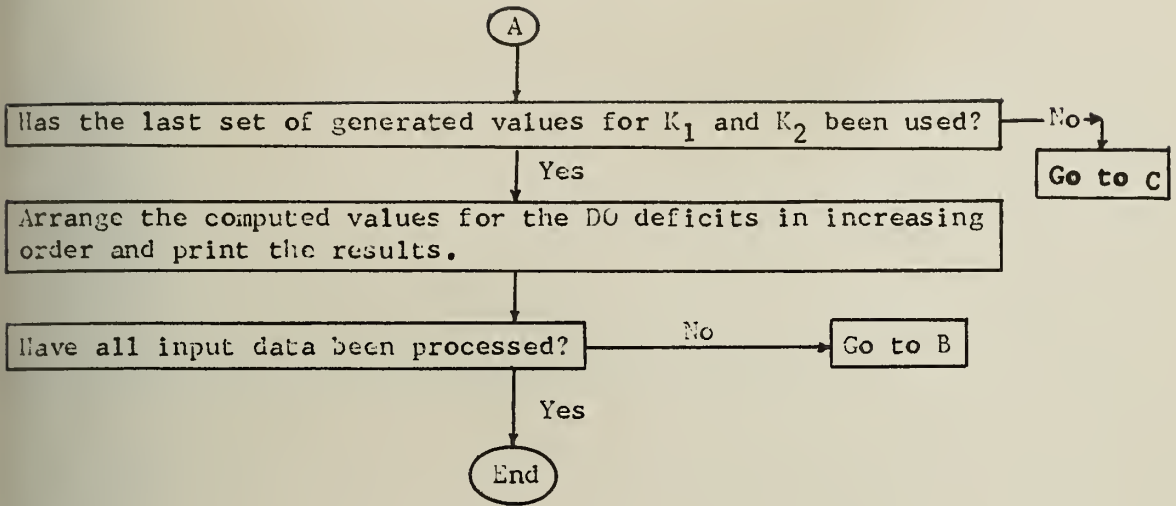 A
Has the last set of generated values for K₁ and K₂ been used?
No
Go to C
Yes
Arrange the computed values for the DO deficits in increasing
order and print the results.
Have all input data been processed?
No
Go to B
Yes
End